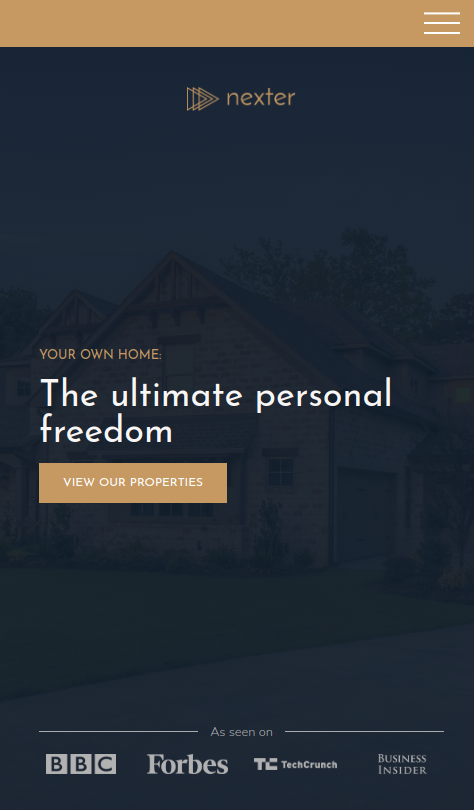 nexter
YOUR OWN HOME:
The ultimate personal
freedom
VIEW OUR PROPERTIES
As seen on
BBC Forbes TechCrunch BUSINESS
INSIDER